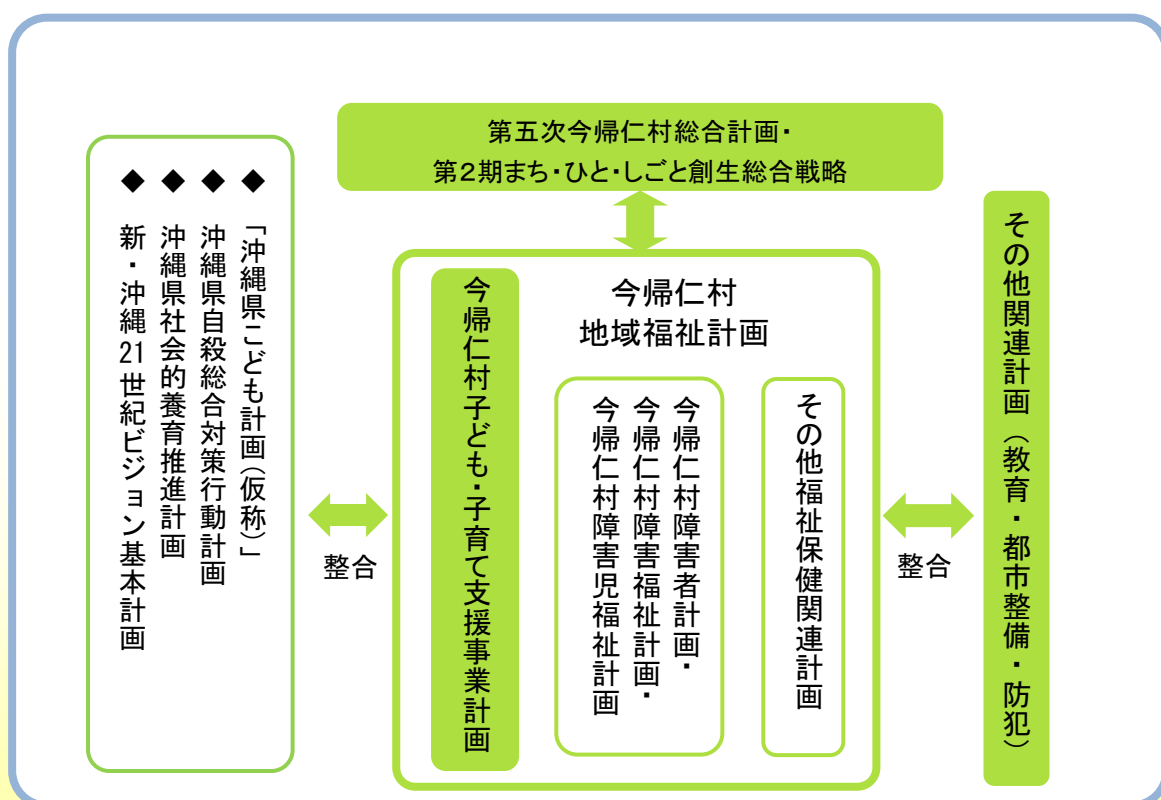 第五次今帰仁村総合計画・
第2期まち・ひと・しごと創生総合戦略
◆「沖縄県こども計画(仮称)」
◆沖縄県自殺総合対策行動計画
◆沖縄県社会的養育推進計画
◆新・沖縄21世紀ビジョン基本計画
整合
今帰仁村
地域福祉計画
今帰仁村子ども・子育て支援事業計画
今帰仁村障害者計画・
今帰仁村障害福祉計画・
今帰仁村障害児福祉計画
その他福祉保健関連計画
整合
その他関連計画(教育・都市整備・防犯)